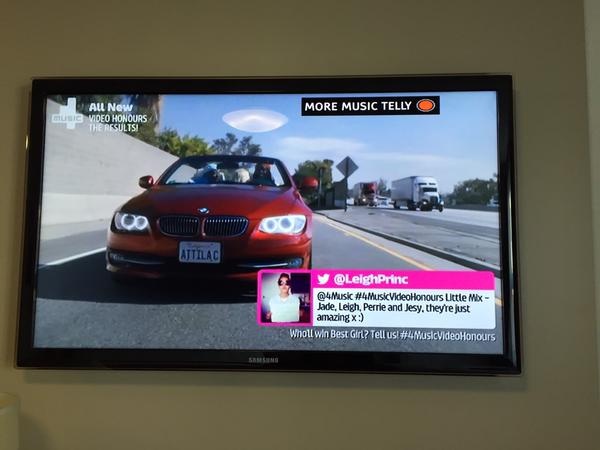 All New
VIDEO HONOURS
THE RESULTS!
4 MUSIC
MORE MUSIC TELLY
ATTILAC
@LeighPrinc
@4Music #4MusicVideoHonours Little Mix -
Jade, Leigh, Perrie and Jesy, they're just
amazing x :)
Who'll win Best Girl? Tell us! #4MusicVideoHonours
SAMSUNG